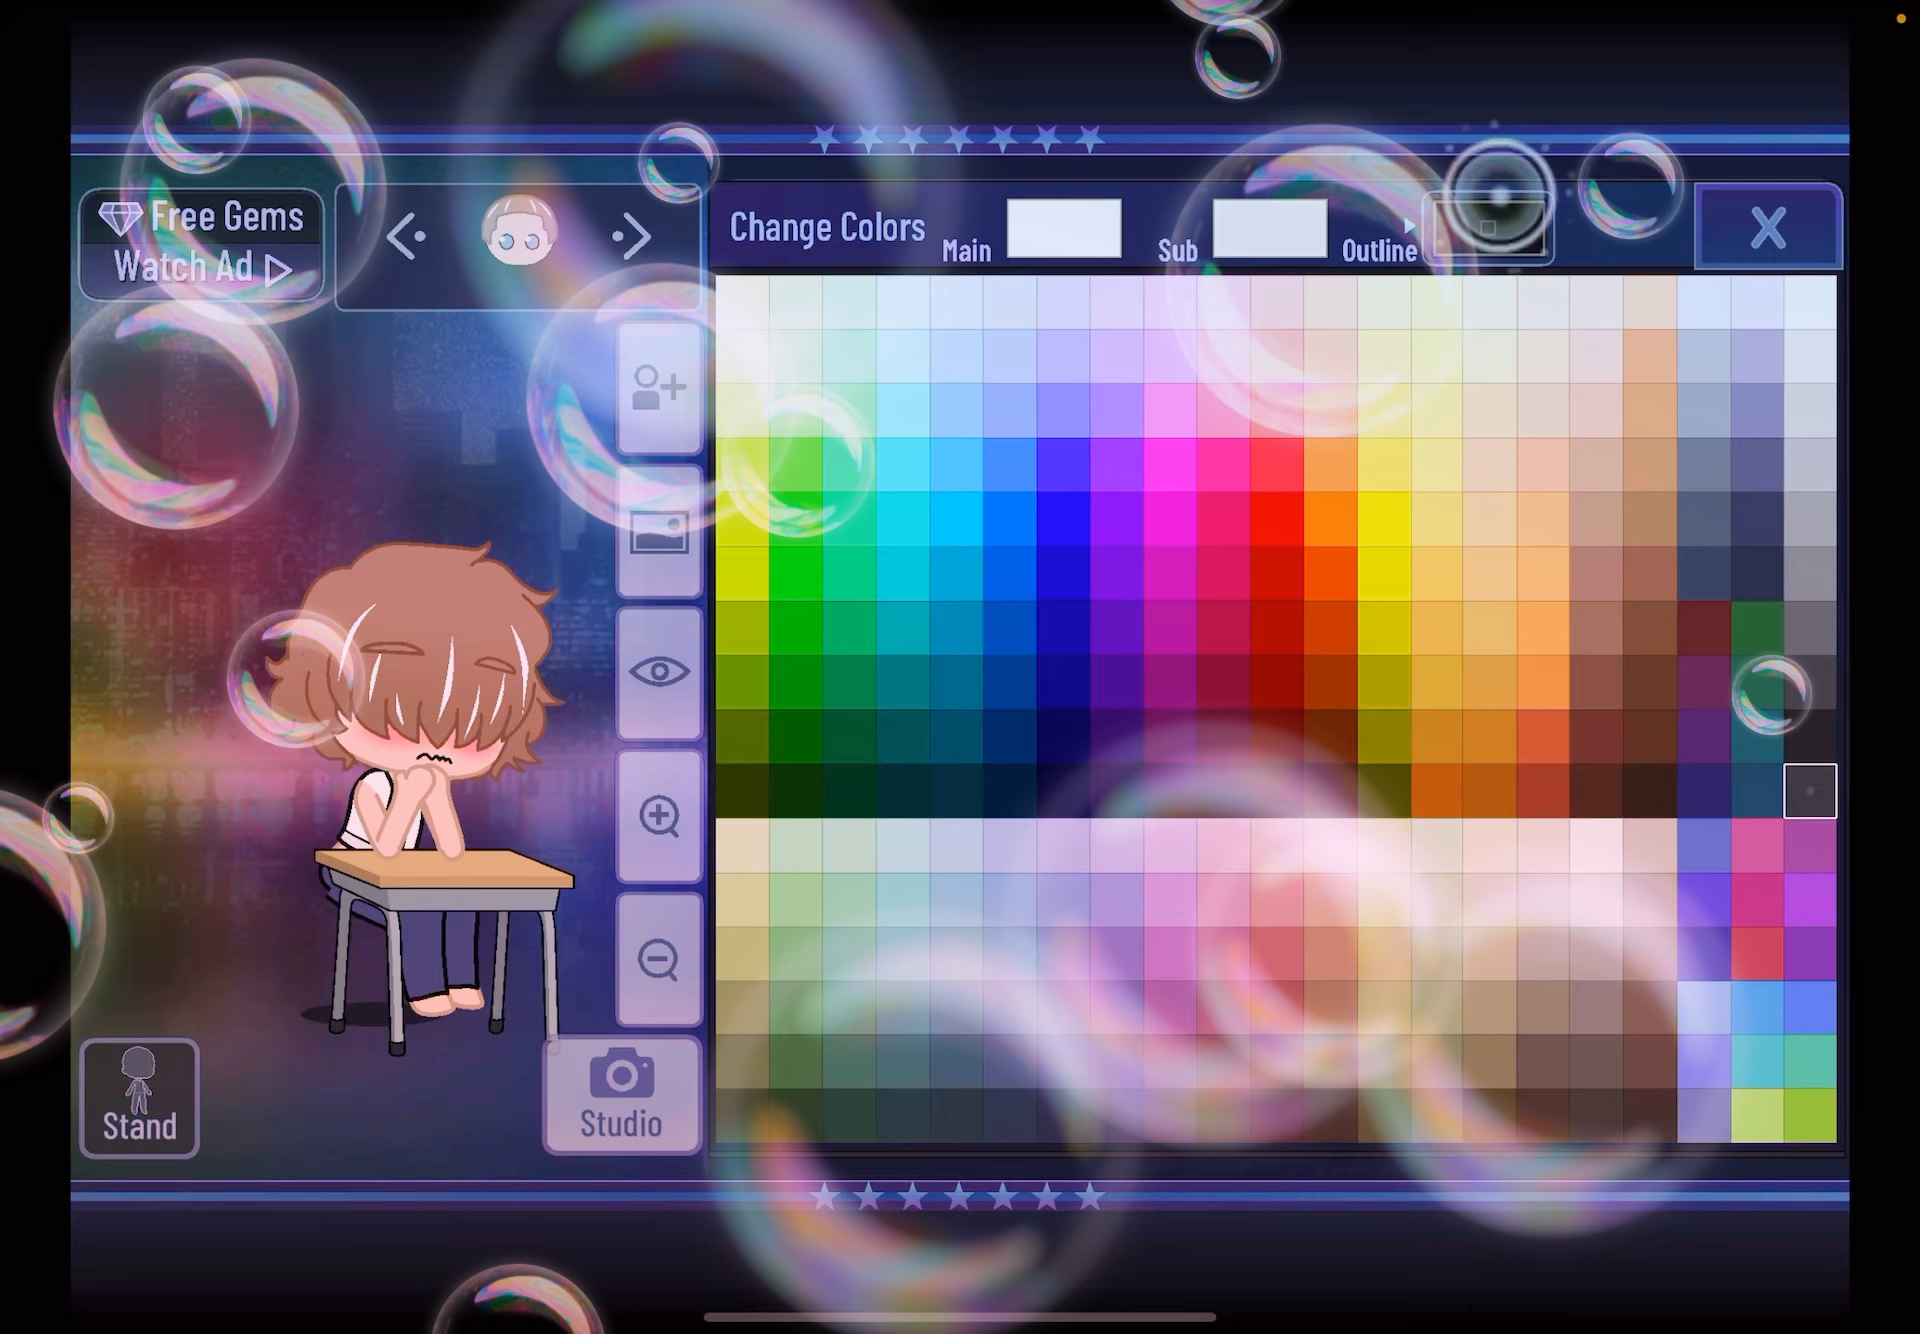 Free Gems
Watch Ad
Change Colors
Main
Sub
Outline
Stand
Studio